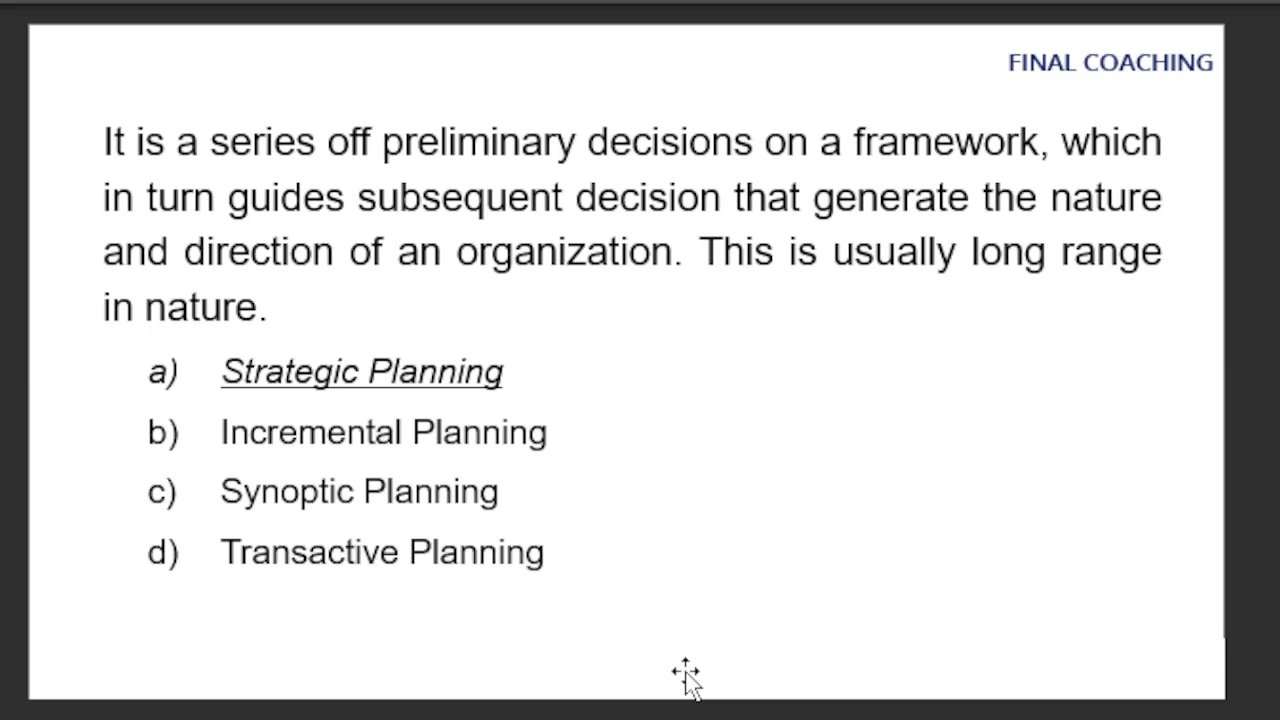 FINAL COACHING
It is a series off preliminary decisions on a framework, which
in turn guides subsequent decision that generate the nature
and direction of an organization. This is usually long range
in nature.
a) Strategic Planning
b) Incremental Planning
c) Synoptic Planning
d) Transactive Planning